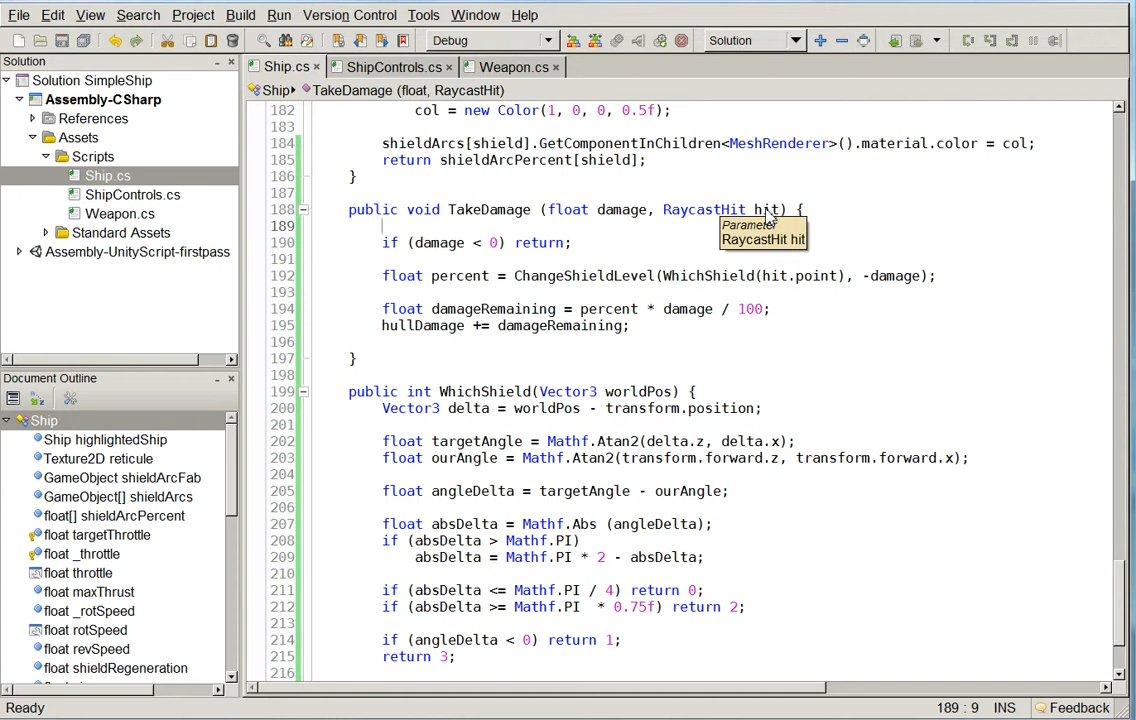 File Edit View Search Project Build Run Version Control Tools Window Help
Debug Solution
Solution
Solution SimpleShip
Assembly-CSharp
References
Assets
Scripts
Ship.cs
ShipControls.cs
Weapon.cs
Standard Assets
Assembly-UnityScript-firstpass
Document Outline
Ship
Ship highlightedShip
Texture2D reticule
GameObject shieldArcFab
GameObject[] shieldArcs
float[] shieldArcPercent
float targetThrottle
float _throttle
float throttle
float maxThrust
float _rotSpeed
float rotSpeed
float revSpeed
float shieldRegeneration
Ship.cs × ShipControls.cs × Weapon.cs ×
Ship TakeDamage (float, RaycastHit)
182 col = new Color(1, 0, 0, 0.5f);
183
184 shieldArcs[shield].GetComponentInChildren<MeshRenderer>().material.color = col;
185 return shieldArcPercent[shield];
186 }
187
188 public void TakeDamage (float damage, RaycastHit hit) {
189
Parameter
RaycastHit hit
190 if (damage < 0) return;
191
192 float percent = ChangeShieldLevel(WhichShield(hit.point), -damage);
193
194 float damageRemaining = percent * damage / 100;
195 hullDamage += damageRemaining;
196
197 }
198
199 public int WhichShield(Vector3 worldPos) {
200 Vector3 delta = worldPos - transform.position;
201
202 float targetAngle = Mathf.Atan2(delta.z, delta.x);
203 float ourAngle = Mathf.Atan2(transform.forward.z, transform.forward.x);
204
205 float angleDelta = targetAngle - ourAngle;
206
207 float absDelta = Mathf.Abs (angleDelta);
208 if (absDelta > Mathf.PI)
209 absDelta = Mathf.PI * 2 - absDelta;
210
211 if (absDelta <= Mathf.PI / 4) return 0;
212 if (absDelta >= Mathf.PI * 0.75f) return 2;
213
214 if (angleDelta < 0) return 1;
215 return 3;
216
Ready 189 : 9 INS Feedback